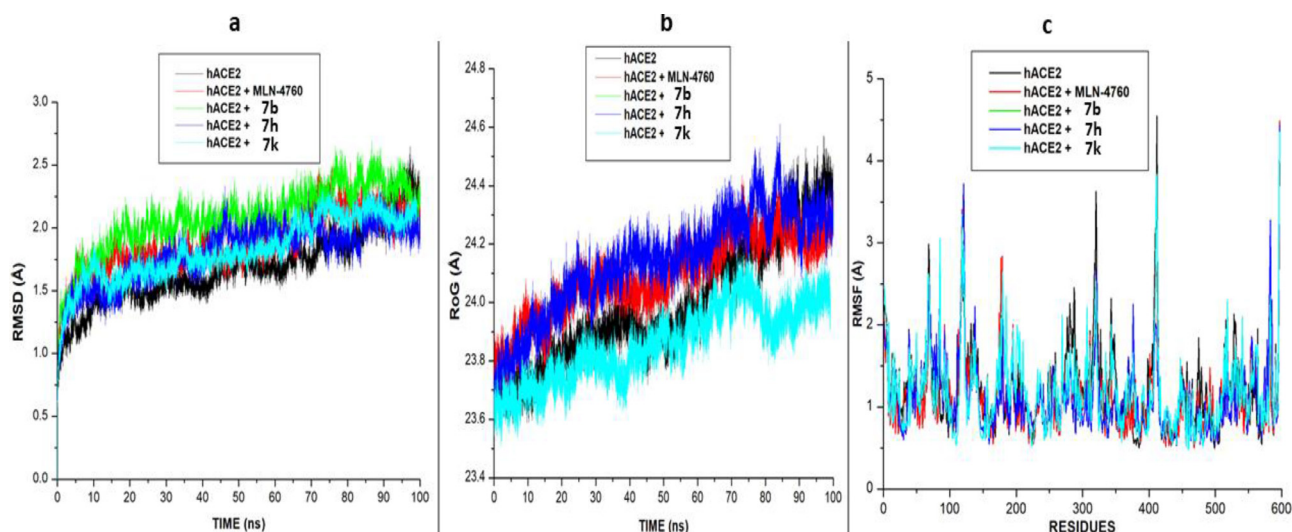 a
hACE2
hACE2 + MLN-4760
hACE2 + 7b
hACE2 + 7h
hACE2 + 7k
RMSD (Å)
3.0
2.5
2.0
1.5
1.0
0.5
0.0
0 10 20 30 40 50 60 70 80 90 100
TIME (ns)
b
hACE2
hACE2 + MLN-4760
hACE2 + 7b
hACE2 + 7h
hACE2 + 7k
RoG (Å)
24.8
24.6
24.4
24.2
24.0
23.8
23.6
23.4
0 10 20 30 40 50 60 70 80 90 100
TIME (ns)
c
hACE2
hACE2 + MLN-4760
hACE2 + 7b
hACE2 + 7h
hACE2 + 7k
RMSF (Å)
5
4
3
2
1
0
0 100 200 300 400 500 600
RESIDUES